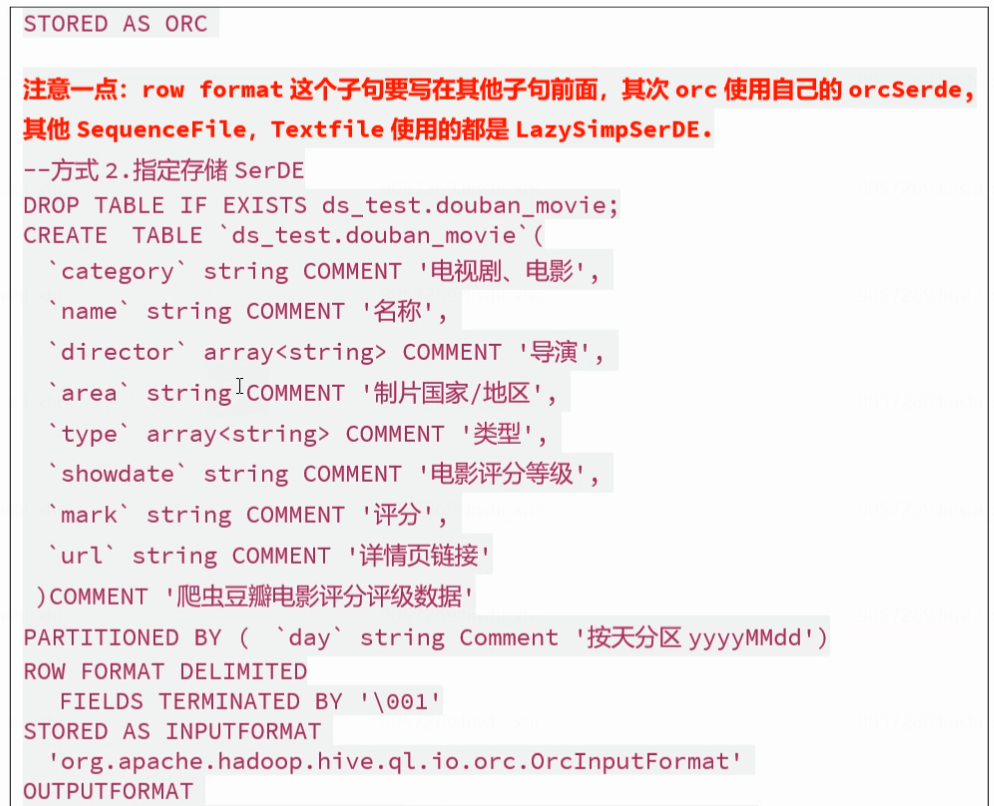 STORED AS ORC
注意一点：row format 这个子句要写在其他子句前面，其次 orc 使用自己的 orcSerde，
其他 SequenceFile，Textfile 使用的都是 LazySimpSerDE.
--方式 2.指定存储 SerDE
DROP TABLE IF EXISTS ds_test.douban_movie;
CREATE  TABLE `ds_test.douban_movie`(
`category` string COMMENT '电视剧、电影',
`name` string COMMENT '名称',
`director` array<string> COMMENT '导演',
`area` string COMMENT '制片国家/地区',
`type` array<string> COMMENT '类型',
`showdate` string COMMENT '电影评分等级',
`mark` string COMMENT '评分',
`url` string COMMENT '详情页链接'
)COMMENT '爬虫豆瓣电影评分评级数据'
PARTITIONED BY (  `day` string Comment '按天分区 yyyyMMdd')
ROW FORMAT DELIMITED
FIELDS TERMINATED BY '\001'
STORED AS INPUTFORMAT
'org.apache.hadoop.hive.ql.io.orc.OrcInputFormat'
OUTPUTFORMAT